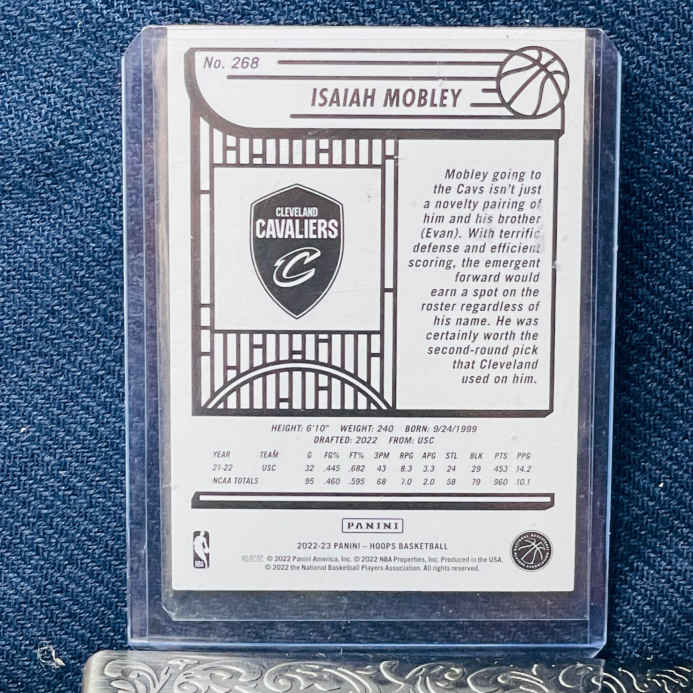 No. 268
ISAIAH MOBLEY
CLEVELAND
CAVALIERS
C
Mobley going to
the Cavs isn't just
a novelty pairing of
him and his brother
(Evan). With terrific
defense and efficient
scoring, the emergent
forward would
earn a spot on the
roster regardless of
his name. He was
certainly worth the
second-round pick
that Cleveland
used on him.
HEIGHT: 6'10" WEIGHT: 240 BORN: 9/24/1999
DRAFTED: 2022 FROM: USC
YEAR TEAM G FG% FT% 3PM RPG APG STL BLK PTS PPG
21-22 USC 32 .445 .682 43 8.3 3.3 24 29 453 14.2
NCAA TOTALS 95 .460 .595 68 7.0 2.0 58 79 960 10.1
PANINI
2022-23 PANINI – HOOPS BASKETBALL
© 2022 Panini America, Inc. © 2022 NBA Properties, Inc. Produced in the USA.
© 2022 the National Basketball Players Association. All rights reserved.